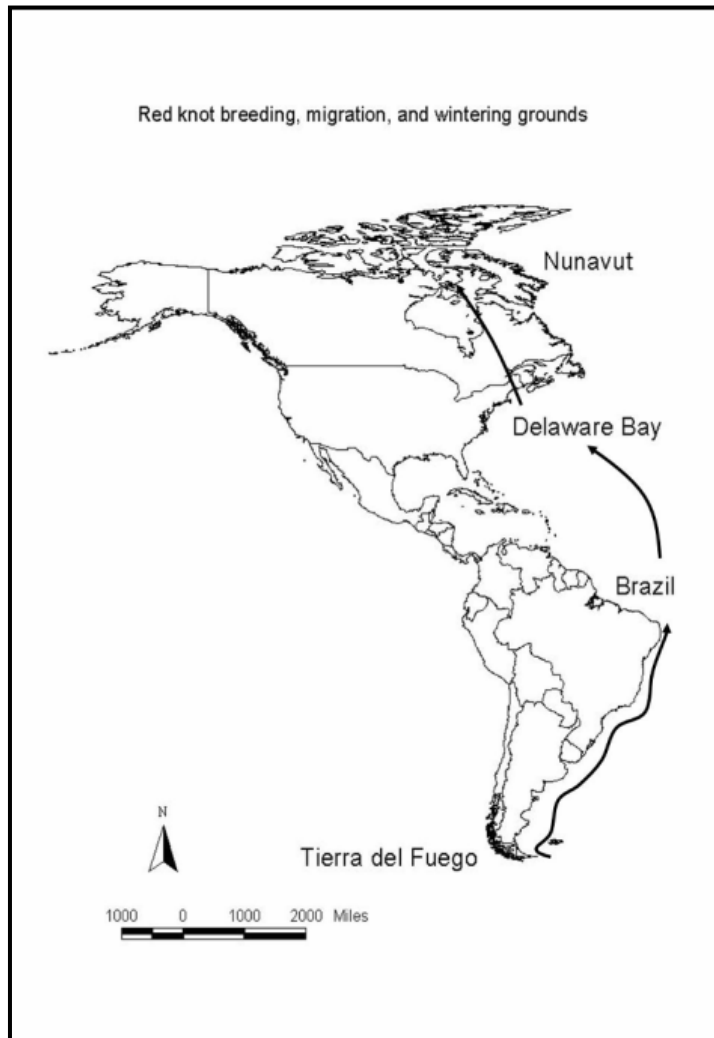 Red knot breeding, migration, and wintering grounds
Nunavut
Delaware Bay
Brazil
Tierra del Fuego
N
1000 0 1000 2000 Miles